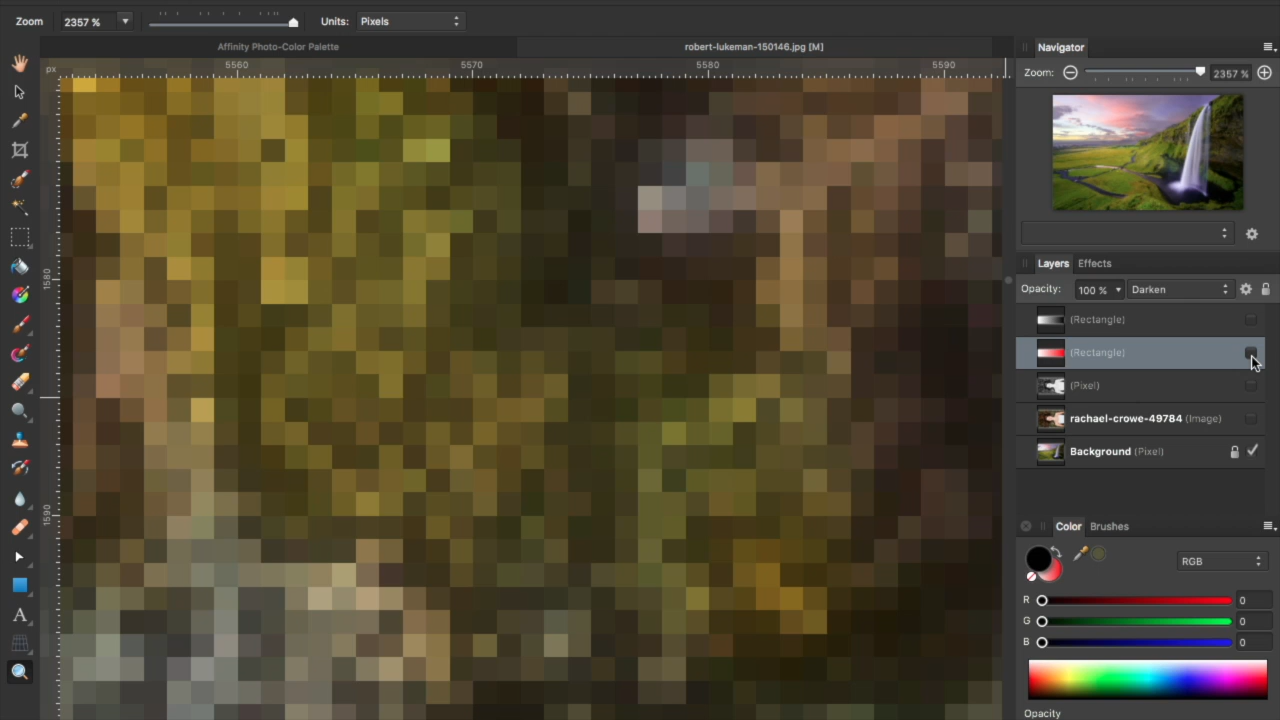 Zoom 2357 % Units: Pixels
Affinity Photo-Color Palette robert-lukeman-150146.jpg [M]
px 5560 5570 5580 5590
1580
1590
Navigator
Zoom: 2357 %
Layers Effects
Opacity: 100 % Darken
(Rectangle)
(Rectangle)
(Pixel)
rachael-crowe-49784 (Image)
Background (Pixel)
Color Brushes
RGB
R 0
G 0
B 0
Opacity
A